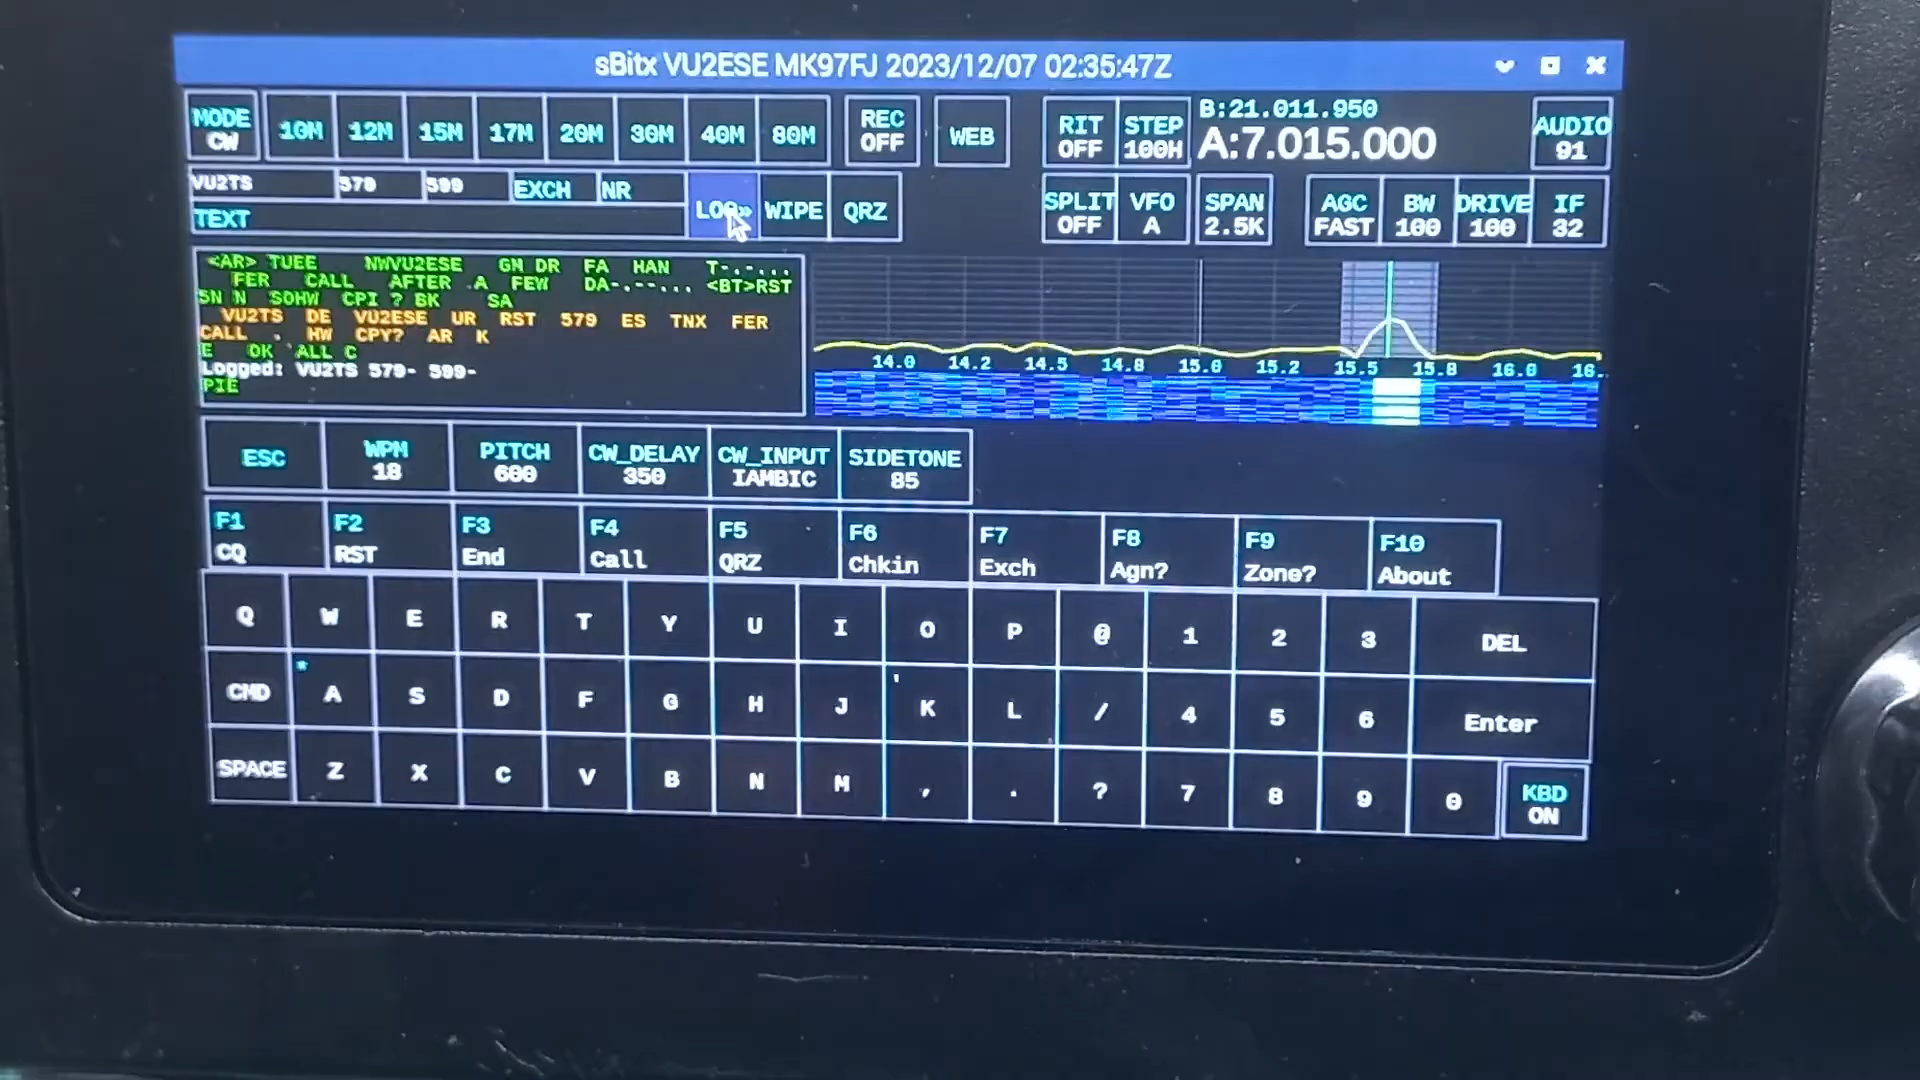 sBitx VU2ESE MK97FJ 2023/12/07 02:35:47Z
MODE CW 10M 12M 15M 17M 20M 30M 40M 80M REC OFF WEB RIT OFF STEP 100H B:21.011.950 A:7.015.000 AUDIO 91
VU2TS 579 599 EXCH NR
TEXT
WIPE QRZ SPLIT OFF VFO A SPAN 2.5K AGC FAST BW 100 DRIVE 100 IF 32
<AR> TUEE NWVU2ESE GM DR FA HAN T-.-...
FER CALL AFTER .A FEW DA-.--... <BT>RST
5N N SOHW CPI ? BK SA
VU2TS DE VU2ESE UR RST 579 ES TNX FER
CALL . HW CPY? AR K
E OK 'ALL C
Logged: VU2TS 579- 599-
PIE
14.0 14.2 14.5 14.8 15.0 15.2 15.5 15.8 16.0 16.
ESC WPM 18 PITCH 600 CW_DELAY 350 CW_INPUT IAMBIC SIDETONE 85
F1 CQ F2 RST F3 End F4 Call F5 QRZ F6 Chkin F7 Exch F8 Agn? F9 Zone? F10 About
Q W E R T Y U I O P @ 1 2 3 DEL
CMD * A S D F G H J ' K L / 4 5 6 Enter
SPACE Z X C V B N M , . ? 7 8 9 0 KBD ON